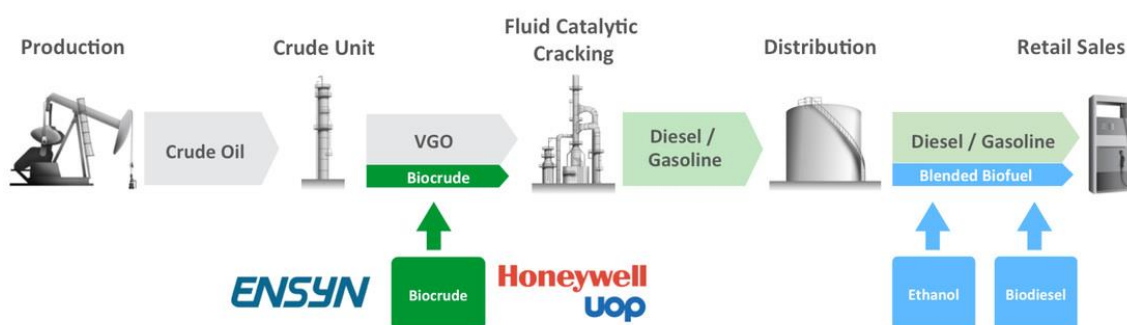 Production
Crude Unit
Fluid Catalytic
Cracking
Distribution
Retail Sales
Crude Oil
VGO
Biocrude
Diesel /
Gasoline
Diesel / Gasoline
Blended Biofuel
ENSYN
Biocrude
Honeywell
UOP
Ethanol
Biodiesel